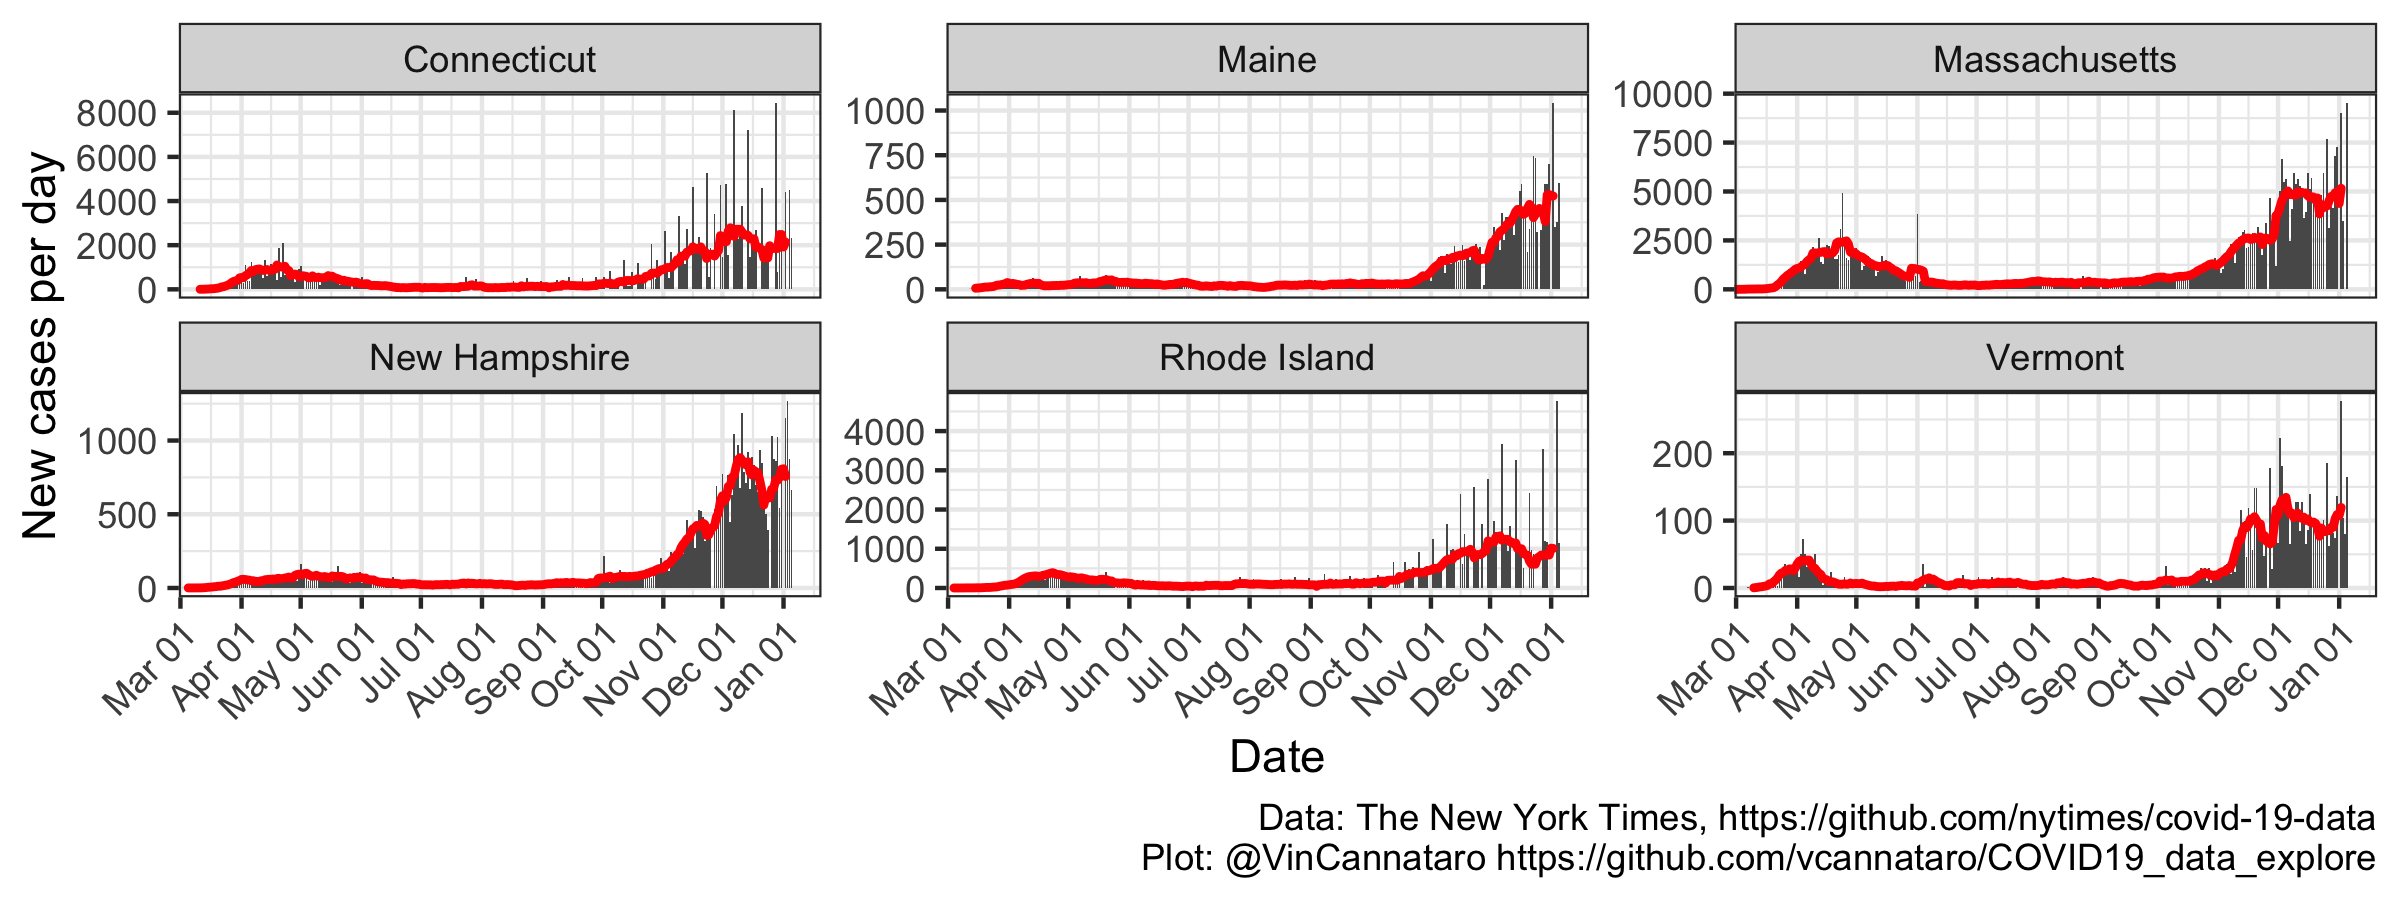 Connecticut
Maine
Massachusetts
8000
6000
4000
2000
0
1000
750
500
250
0
10000
7500
5000
2500
0
New cases per day
New Hampshire
Rhode Island
Vermont
1000
500
0
4000
3000
2000
1000
0
200
100
0
Mar 01 Apr 01 May 01 Jun 01 Jul 01 Aug 01 Sep 01 Oct 01 Nov 01 Dec 01 Jan 01
Mar 01 Apr 01 May 01 Jun 01 Jul 01 Aug 01 Sep 01 Oct 01 Nov 01 Dec 01 Jan 01
Mar 01 Apr 01 May 01 Jun 01 Jul 01 Aug 01 Sep 01 Oct 01 Nov 01 Dec 01 Jan 01
Date
Data: The New York Times, https://github.com/nytimes/covid-19-data
Plot: @VinCannataro https://github.com/vcannataro/COVID19_data_explore